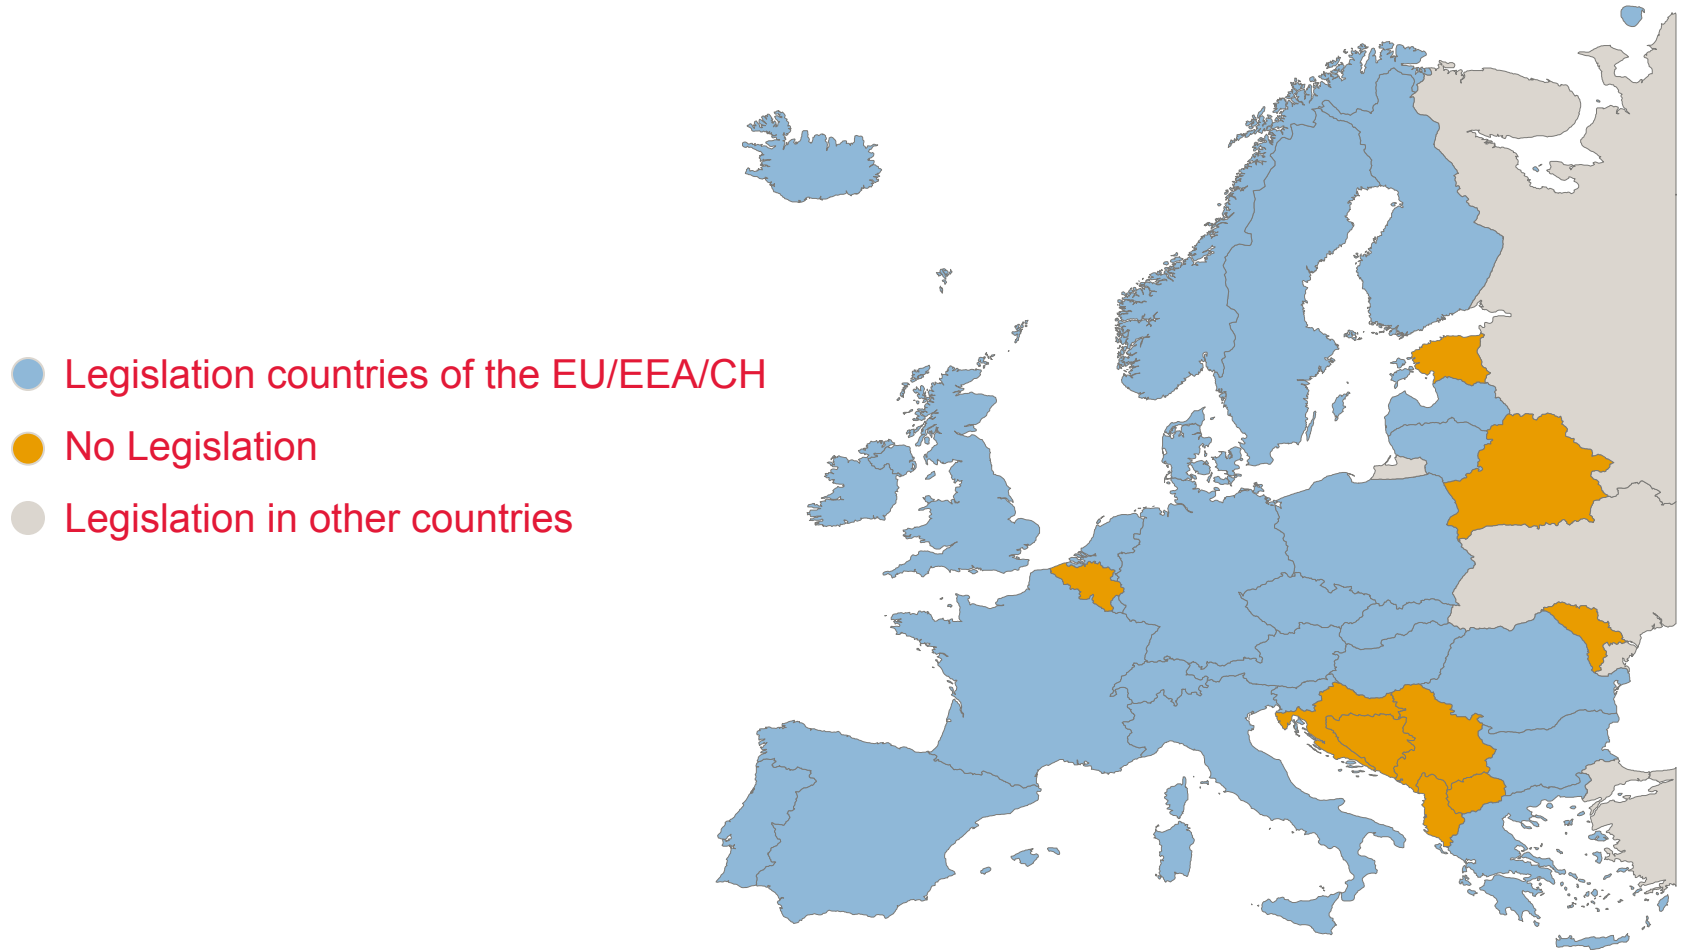 Legislation countries of the EU/EEA/CH
No Legislation
Legislation in other countries